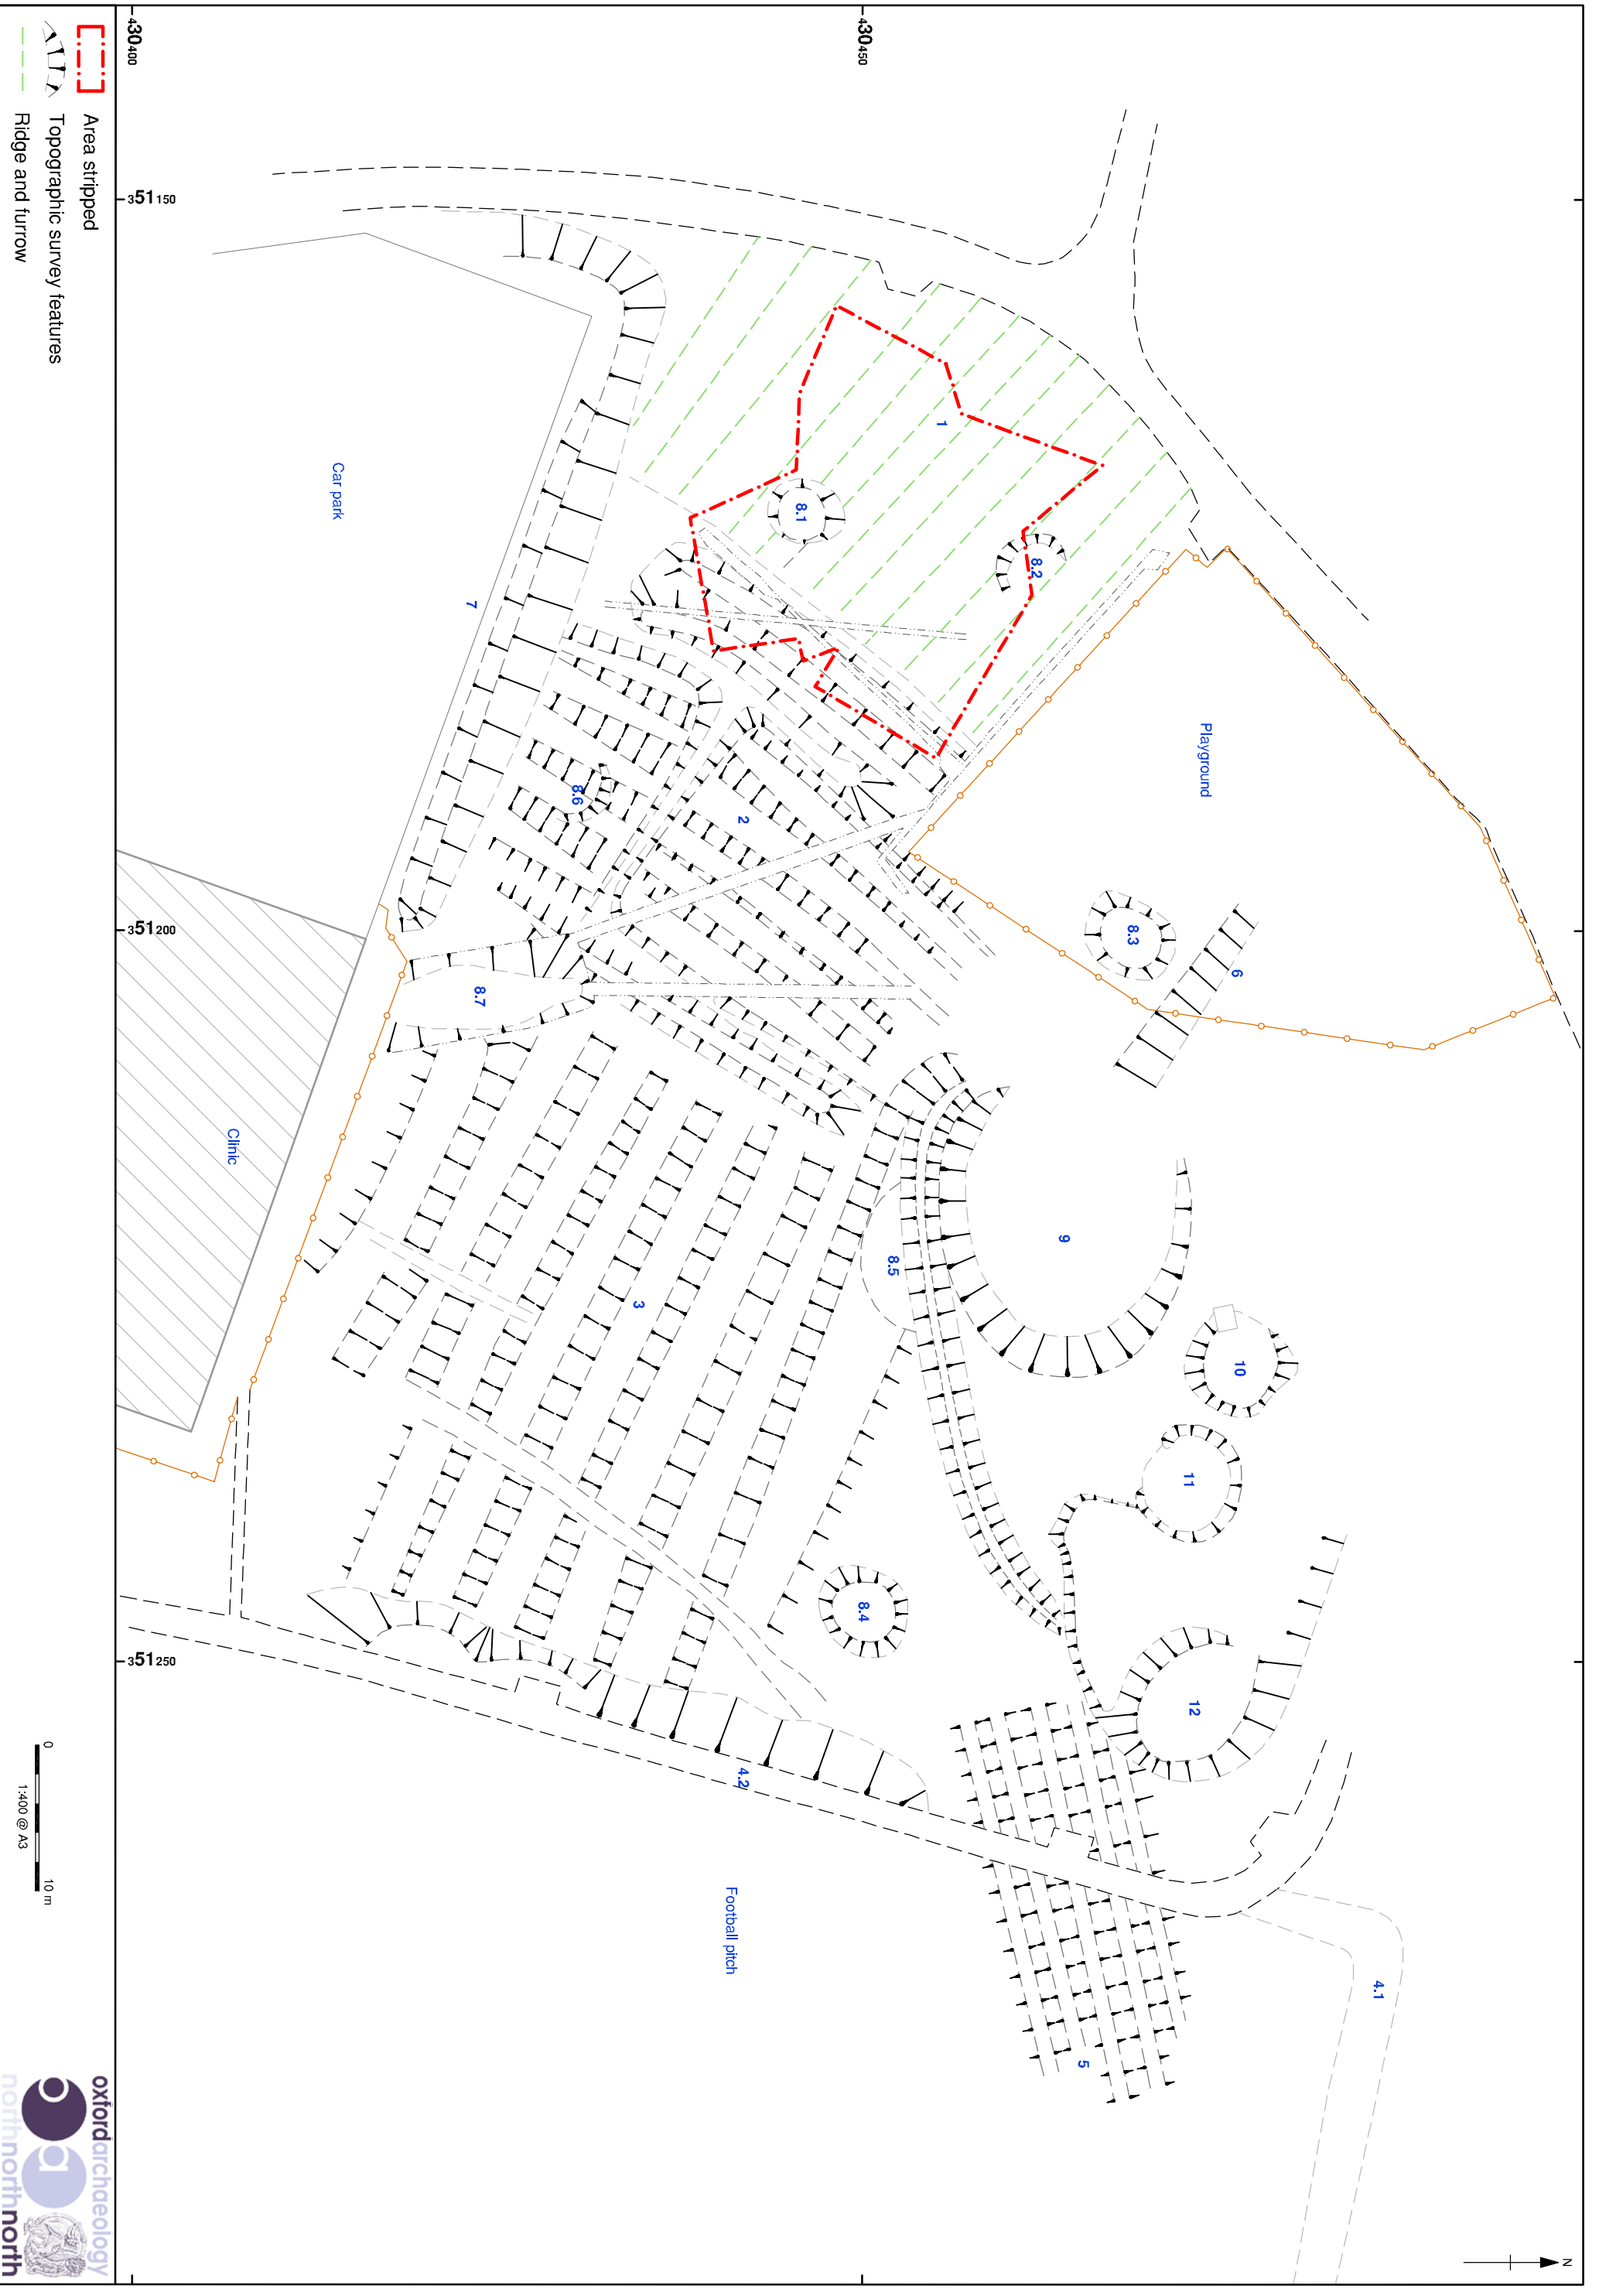 N
430450
430400
351150
351200
351250
Playground
6
8.3
1
8.2
8.1
9
10
11
12
4.1
5
8.5
8.4
2
8.6
3
4.2
7
8.7
Car park
Clinic
Football pitch
Area stripped
Topographic survey features
Ridge and furrow
0
10 m
1:400 @ A3
oxfordarchaeology
northnorthnorth